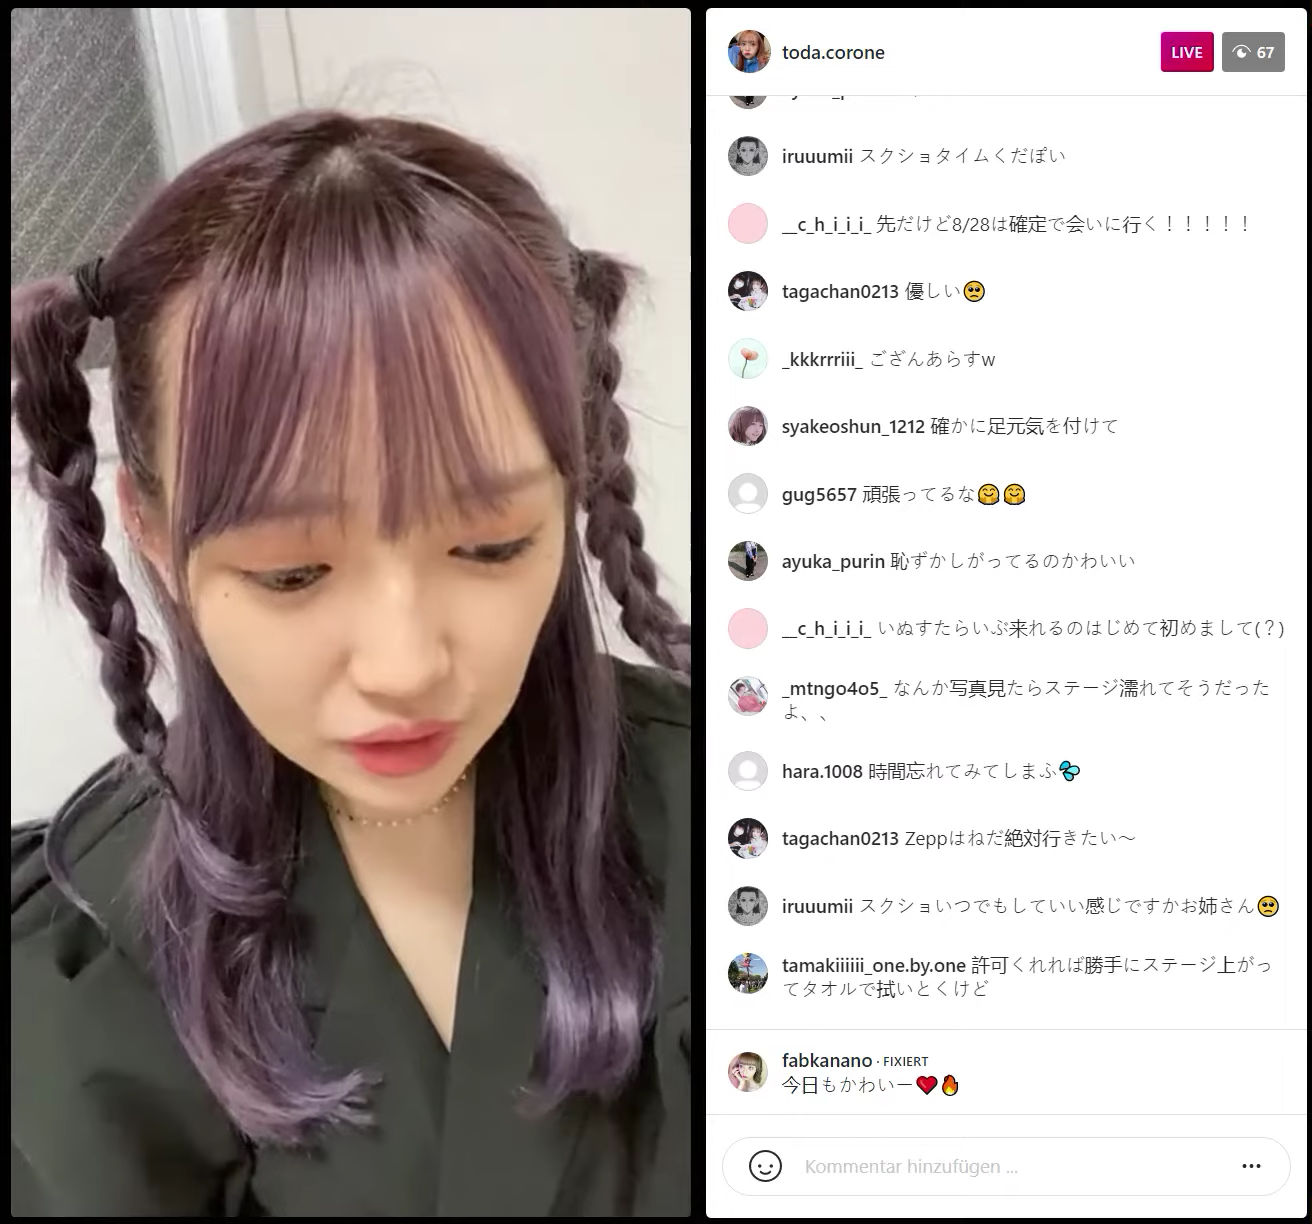 toda.corone
LIVE
67
iruuumii スクショタイムくだぽい
__c_h_i_i_i_ 先だけど8/28は確定で会いに行く！！！！！
tagachan0213 優しい🥺
_kkkrrriii_ ござんあらすw
syakeoshun_1212 確かに足元気を付けて
gug5657 頑張ってるな🤗🤗
ayuka_purin 恥ずかしがってるのかわいい
__c_h_i_i_i_ いぬすたらいぶ来れるのはじめて初めまして(？)
_mtngo4o5_ なんか写真見たらステージ濡れてそうだった
よ、、
hara.1008 時間忘れてみてしまふ💦
tagachan0213 Zeppはねだ絶対行きたい〜
iruuumii スクショいつでもしていい感じですかお姉さん🥺
tamakiiiiii_one.by.one 許可くれれば勝手にステージ上がっ
てタオルで拭いとくけど
fabkanano · FIXIERT
今日もかわいー❤️🔥
Kommentar hinzufügen ...